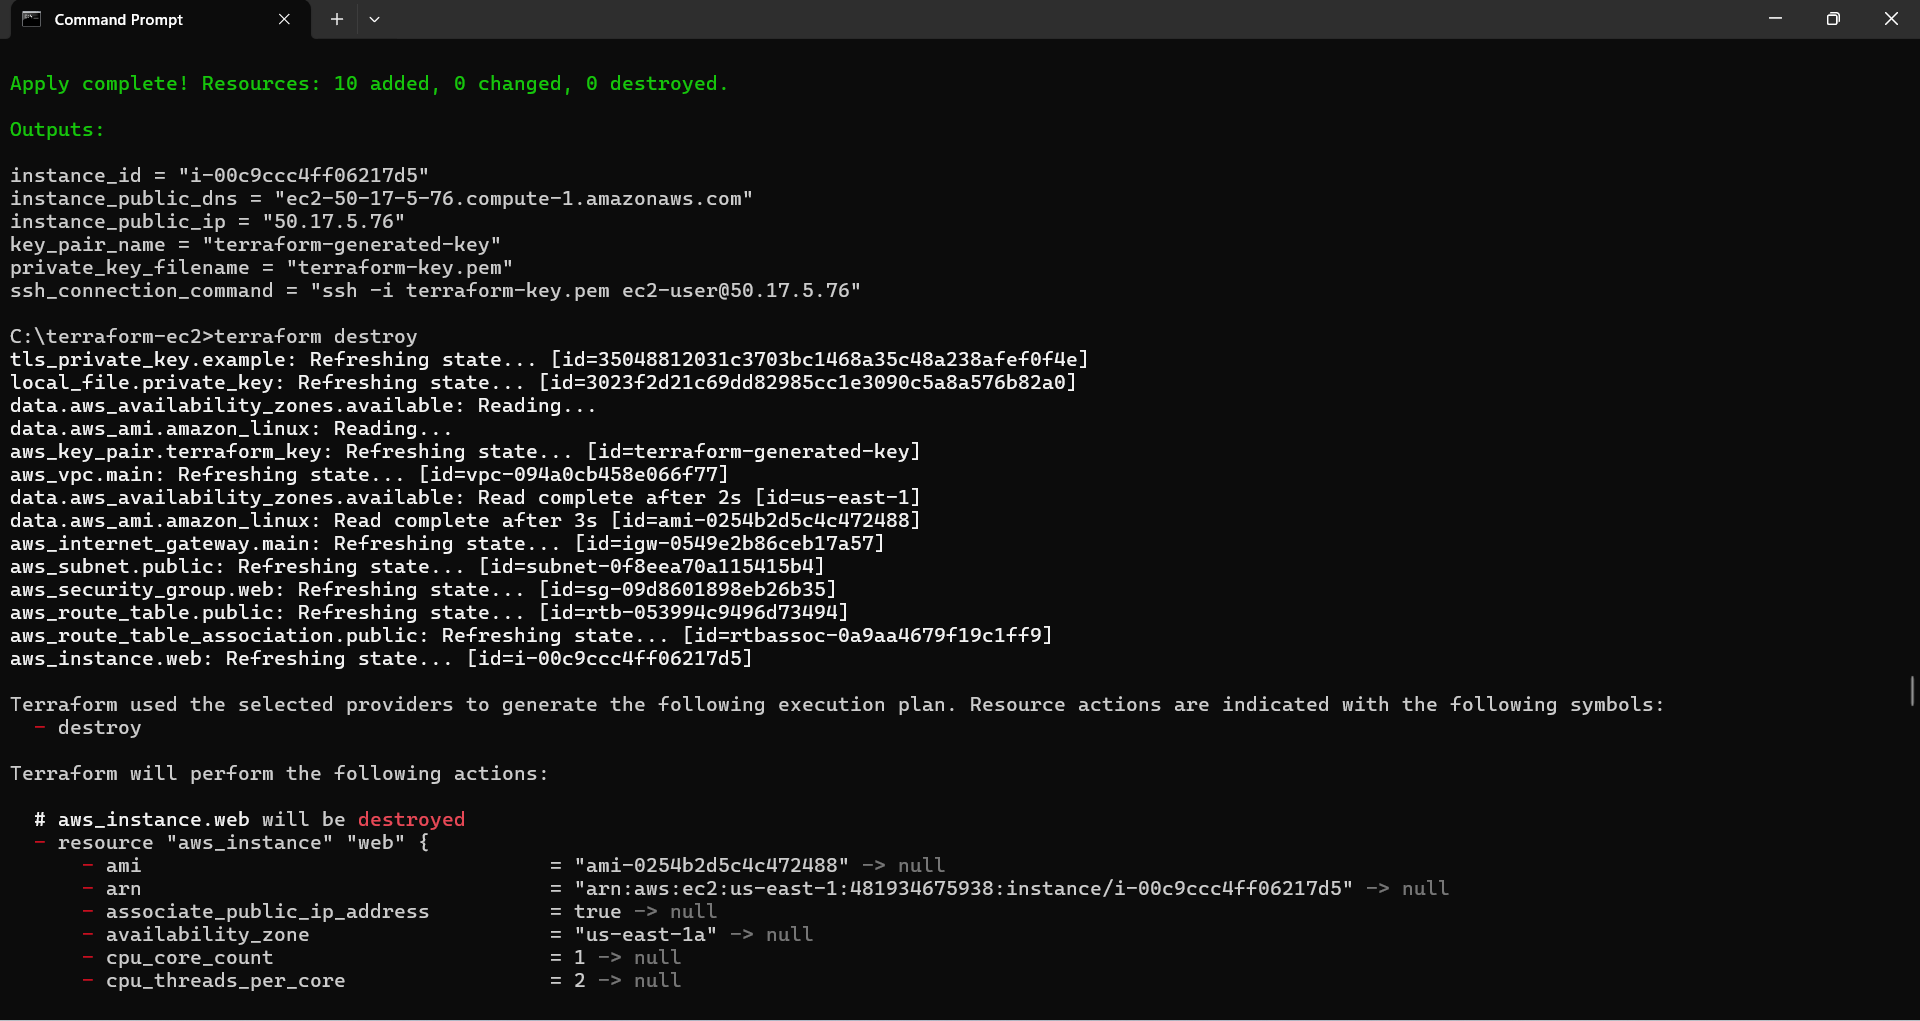 Command Prompt
Apply complete! Resources: 10 added, 0 changed, 0 destroyed.
Outputs:
instance_id = "i-00c9ccc4ff06217d5"
instance_public_dns = "ec2-50-17-5-76.compute-1.amazonaws.com"
instance_public_ip = "50.17.5.76"
key_pair_name = "terraform-generated-key"
private_key_filename = "terraform-key.pem"
ssh_connection_command = "ssh -i terraform-key.pem ec2-user@50.17.5.76"
C:\terraform-ec2>terraform destroy
tls_private_key.example: Refreshing state... [id=35048812031c3703bc1468a35c48a238afef0f4e]
local_file.private_key: Refreshing state... [id=3023f2d21c69dd82985cc1e3090c5a8a576b82a0]
data.aws_availability_zones.available: Reading...
data.aws_ami.amazon_linux: Reading...
aws_key_pair.terraform_key: Refreshing state... [id=terraform-generated-key]
aws_vpc.main: Refreshing state... [id=vpc-094a0cb458e066f77]
data.aws_availability_zones.available: Read complete after 2s [id=us-east-1]
data.aws_ami.amazon_linux: Read complete after 3s [id=ami-0254b2d5c4c472488]
aws_internet_gateway.main: Refreshing state... [id=igw-0549e2b86ceb17a57]
aws_subnet.public: Refreshing state... [id=subnet-0f8eea70a115415b4]
aws_security_group.web: Refreshing state... [id=sg-09d8601898eb26b35]
aws_route_table.public: Refreshing state... [id=rtb-053994c9496d73494]
aws_route_table_association.public: Refreshing state... [id=rtbassoc-0a9aa4679f19c1ff9]
aws_instance.web: Refreshing state... [id=i-00c9ccc4ff06217d5]
Terraform used the selected providers to generate the following execution plan. Resource actions are indicated with the following symbols:
- destroy
Terraform will perform the following actions:
# aws_instance.web will be destroyed
- resource "aws_instance" "web" {
- ami = "ami-0254b2d5c4c472488" -> null
- arn = "arn:aws:ec2:us-east-1:481934675938:instance/i-00c9ccc4ff06217d5" -> null
- associate_public_ip_address = true -> null
- availability_zone = "us-east-1a" -> null
- cpu_core_count = 1 -> null
- cpu_threads_per_core = 2 -> null